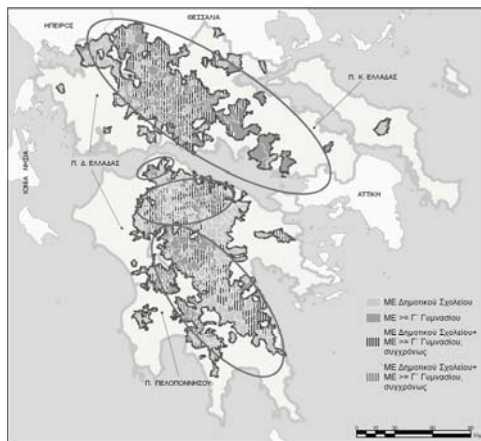 ΗΠΕΙΡΟΣ
ΘΕΣΣΑΛΙΑ
Π. Κ. ΕΛΛΑΔΑΣ
Π. Δ. ΕΛΛΑΔΑΣ
ΙΟΝΙΑ ΝΗΣΙΑ
ΑΤΤΙΚΗ
Π. ΠΕΛΟΠΟΝΝΗΣΟΥ
ΜΕ Δημοτικού Σχολείου
ΜΕ >= Γ΄ Γυμνασίου
ΜΕ Δημοτικού Σχολείου+
ΜΕ >= Γ΄ Γυμνασίου,
συγχρόνως
ΜΕ Δημοτικού Σχολείου+
ΜΕ >= Γ΄ Γυμνασίου,
συγχρόνως